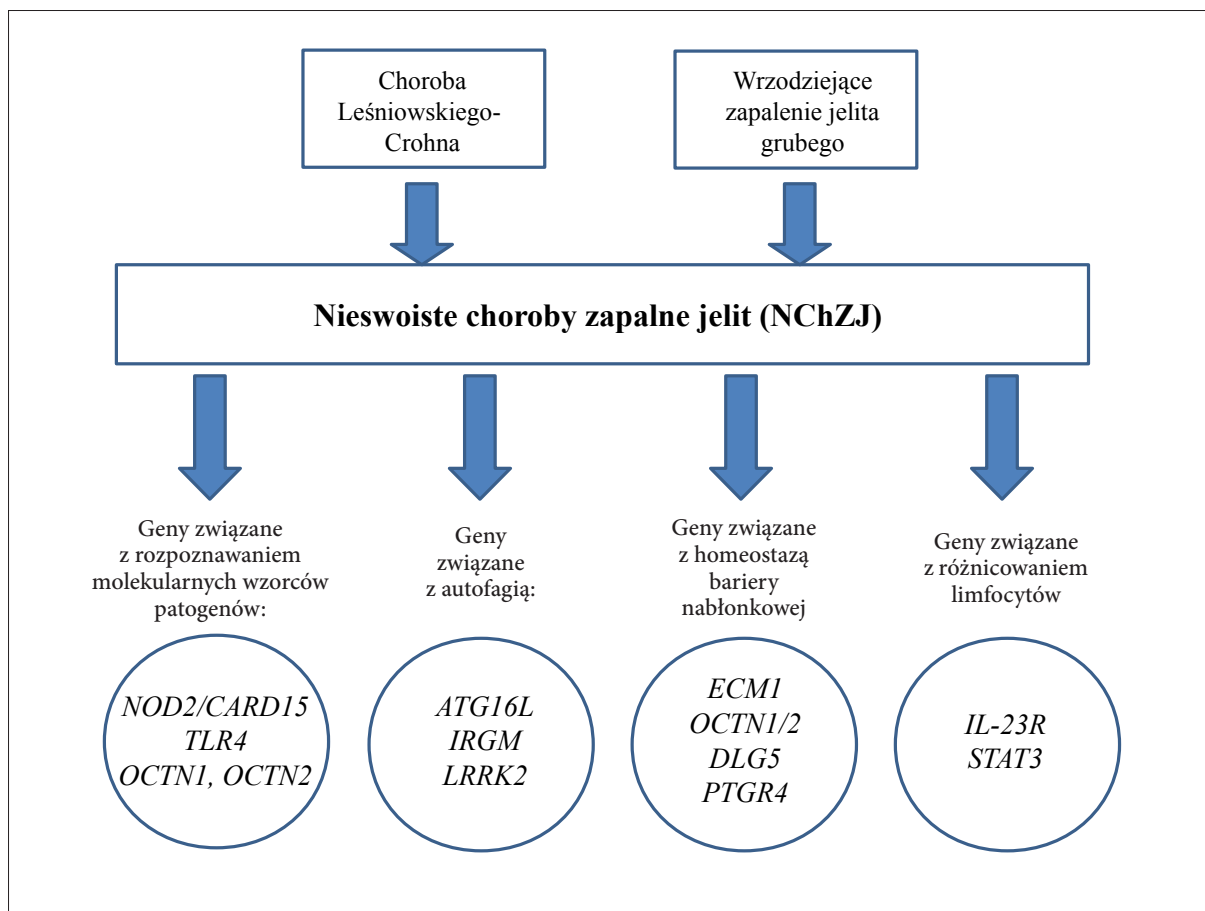 Choroba
Leśniowskiego-
Crohna
Wrzodziejące
zapalenie jelita
grubego
Nieswoiste choroby zapalne jelit (NChZJ)
Geny związane
z rozpoznawaniem
molekularnych wzorców
patogenów:
Geny
związane
z autofagią:
Geny związane
z homeostazą
bariery
nabłonkowej
Geny związane
z różnicowaniem
limfocytów
NOD2/CARD15
TLR4
OCTN1, OCTN2
ATG16L
IRGM
LRRK2
ECM1
OCTN1/2
DLG5
PTGR4
IL-23R
STAT3